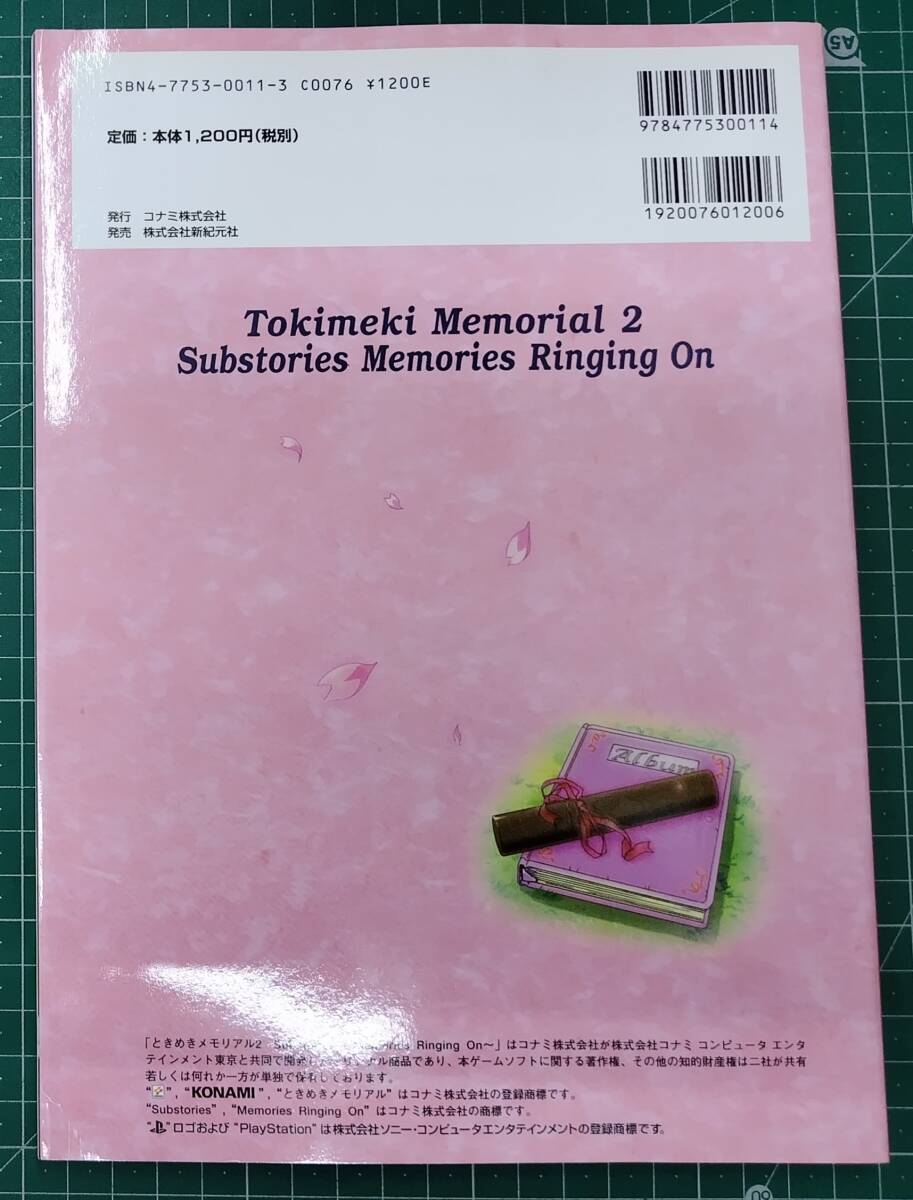 ISBN4-7753-0011-3 C0076 ¥1200E
9784775300114
定価：本体1,200円(税別)
1920076012006
発行 コナミ株式会社
発売 株式会社新紀元社
Tokimeki Memorial 2
Substories Memories Ringing On
Album
「ときめきメモリアル2 Ringing On～」はコナミ株式会社が株式会社コナミ コンピュータ エンタ
テインメント東京と共同で開発 ル商品であり、本ゲームソフトに関する著作権、その他の知的財産権は二社が共有
若しくは何れか一方が単独で保有しております。
“ ”, “KONAMI”, “ときめきメモリアル” はコナミ株式会社の登録商標です。
“Substories”, “Memories Ringing On” はコナミ株式会社の商標です。
“ ”ロゴおよび “PlayStation” は株式会社ソニー・コンピュータエンタテインメントの登録商標です。
A5